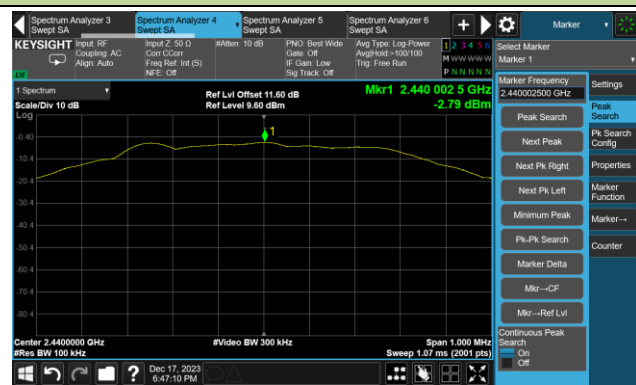 Spectrum Analyzer 3
Swept SA
Spectrum Analyzer 4
Swept SA
Spectrum Analyzer 5
Swept SA
Spectrum Analyzer 6
Swept SA
+
Marker
KEYSIGHT
Input: RF
Coupling: AC
Align: Auto
Input Z: 50 Ω
Corr CCorr
Freq Ref: Int (S)
NFE: Off
#Atten: 10 dB
PNO: Best Wide
Gate: Off
IF Gain: Low
Sig Track: Off
Avg Type: Log-Power
Avg|Hold:>100/100
Trig: Free Run
1 2 3 4 5 6
M W W W W W
P N N N N N
LXI
Select Marker
Marker 1
1 Spectrum
Scale/Div 10 dB
Log
Ref Lvl Offset 11.60 dB
Ref Level 9.60 dBm
Mkr1 2.440 002 5 GHz
-2.79 dBm
1
-0.40
-10.4
-20.4
-30.4
-40.4
-50.4
-60.4
-70.4
-80.4
Center 2.4400000 GHz
#Res BW 100 kHz
#Video BW 300 kHz
Span 1.000 MHz
Sweep 1.07 ms (2001 pts)
Marker Frequency
2.440002500 GHz
Peak Search
Next Peak
Next Pk Right
Next Pk Left
Minimum Peak
Pk-Pk Search
Marker Delta
Mkr→CF
Mkr→Ref Lvl
Continuous Peak
Search
On
Off
Settings
Peak
Search
Pk Search
Config
Properties
Marker
Function
Marker→
Counter
?
Dec 17, 2023
6:47:10 PM